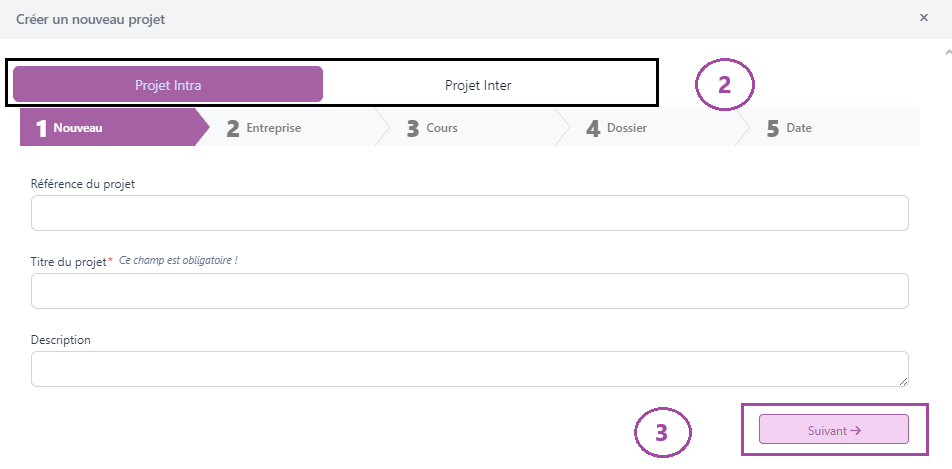 Créer un nouveau projet ×
Projet Intra Projet Inter 2
1 Nouveau 2 Entreprise 3 Cours 4 Dossier 5 Date
Référence du projet
Titre du projet* Ce champ est obligatoire !
Description
3 Suivant →